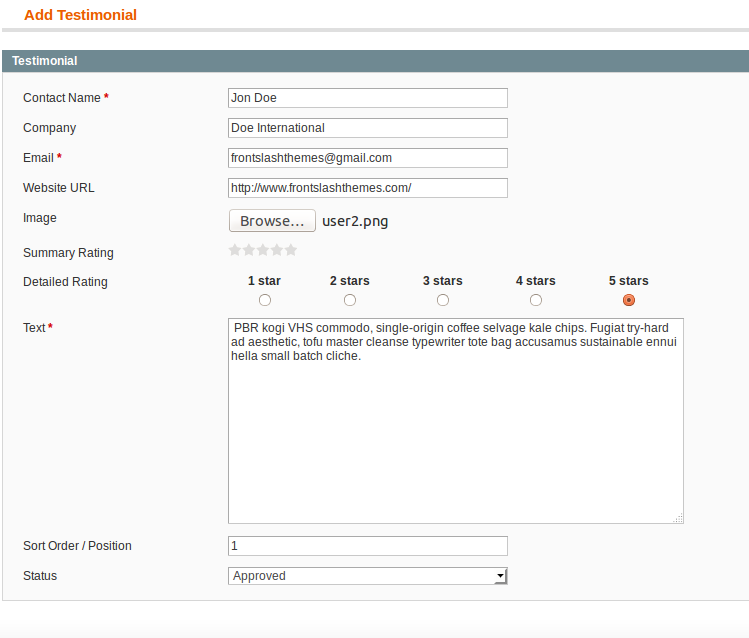 Add Testimonial
Testimonial
Contact Name * Jon Doe
Company Doe International
Email * frontslashthemes@gmail.com
Website URL http://www.frontslashthemes.com/
Image Browse... user2.png
Summary Rating
Detailed Rating 1 star 2 stars 3 stars 4 stars 5 stars
Text * PBR kogi VHS commodo, single-origin coffee selvage kale chips. Fugiat try-hard
ad aesthetic, tofu master cleanse typewriter tote bag accusamus sustainable ennui
hella small batch cliche.
Sort Order / Position 1
Status Approved